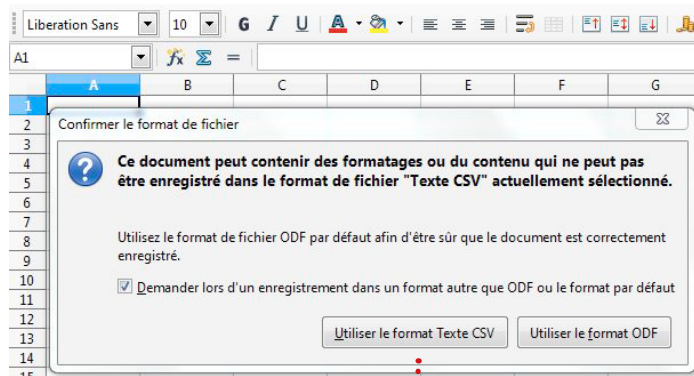 Liberation Sans 10 G I U A
A1 fx Σ =
A B C D E F G
1
2 Confirmer le format de fichier
3
4 Ce document peut contenir des formatages ou du contenu qui ne peut pas
5 être enregistré dans le format de fichier "Texte CSV" actuellement sélectionné.
6
7
8 Utilisez le format de fichier ODF par défaut afin d'être sûr que le document est correctement
9 enregistré.
10
11 Demander lors d'un enregistrement dans un format autre que ODF ou le format par défaut
12
13 Utiliser le format Texte CSV Utiliser le format ODF
14
15